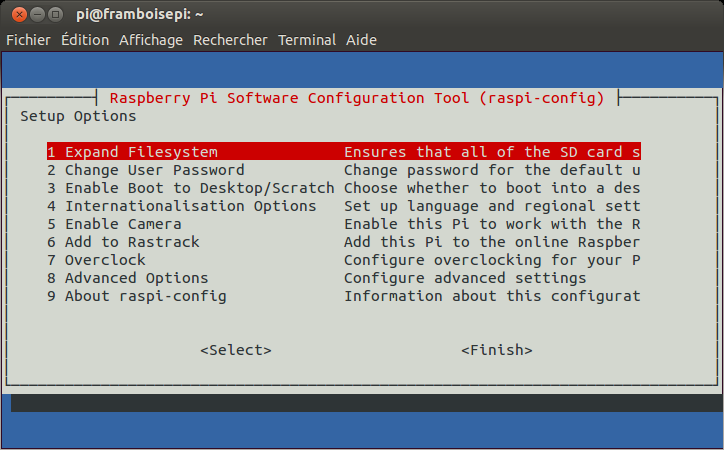 pi@framboisepi: ~
Fichier Édition Affichage Rechercher Terminal Aide
Raspberry Pi Software Configuration Tool (raspi-config)
Setup Options
1 Expand Filesystem Ensures that all of the SD card s
2 Change User Password Change password for the default u
3 Enable Boot to Desktop/Scratch Choose whether to boot into a des
4 Internationalisation Options Set up language and regional sett
5 Enable Camera Enable this Pi to work with the R
6 Add to Rastrack Add this Pi to the online Raspber
7 Overclock Configure overclocking for your P
8 Advanced Options Configure advanced settings
9 About raspi-config Information about this configurat
<Select> <Finish>